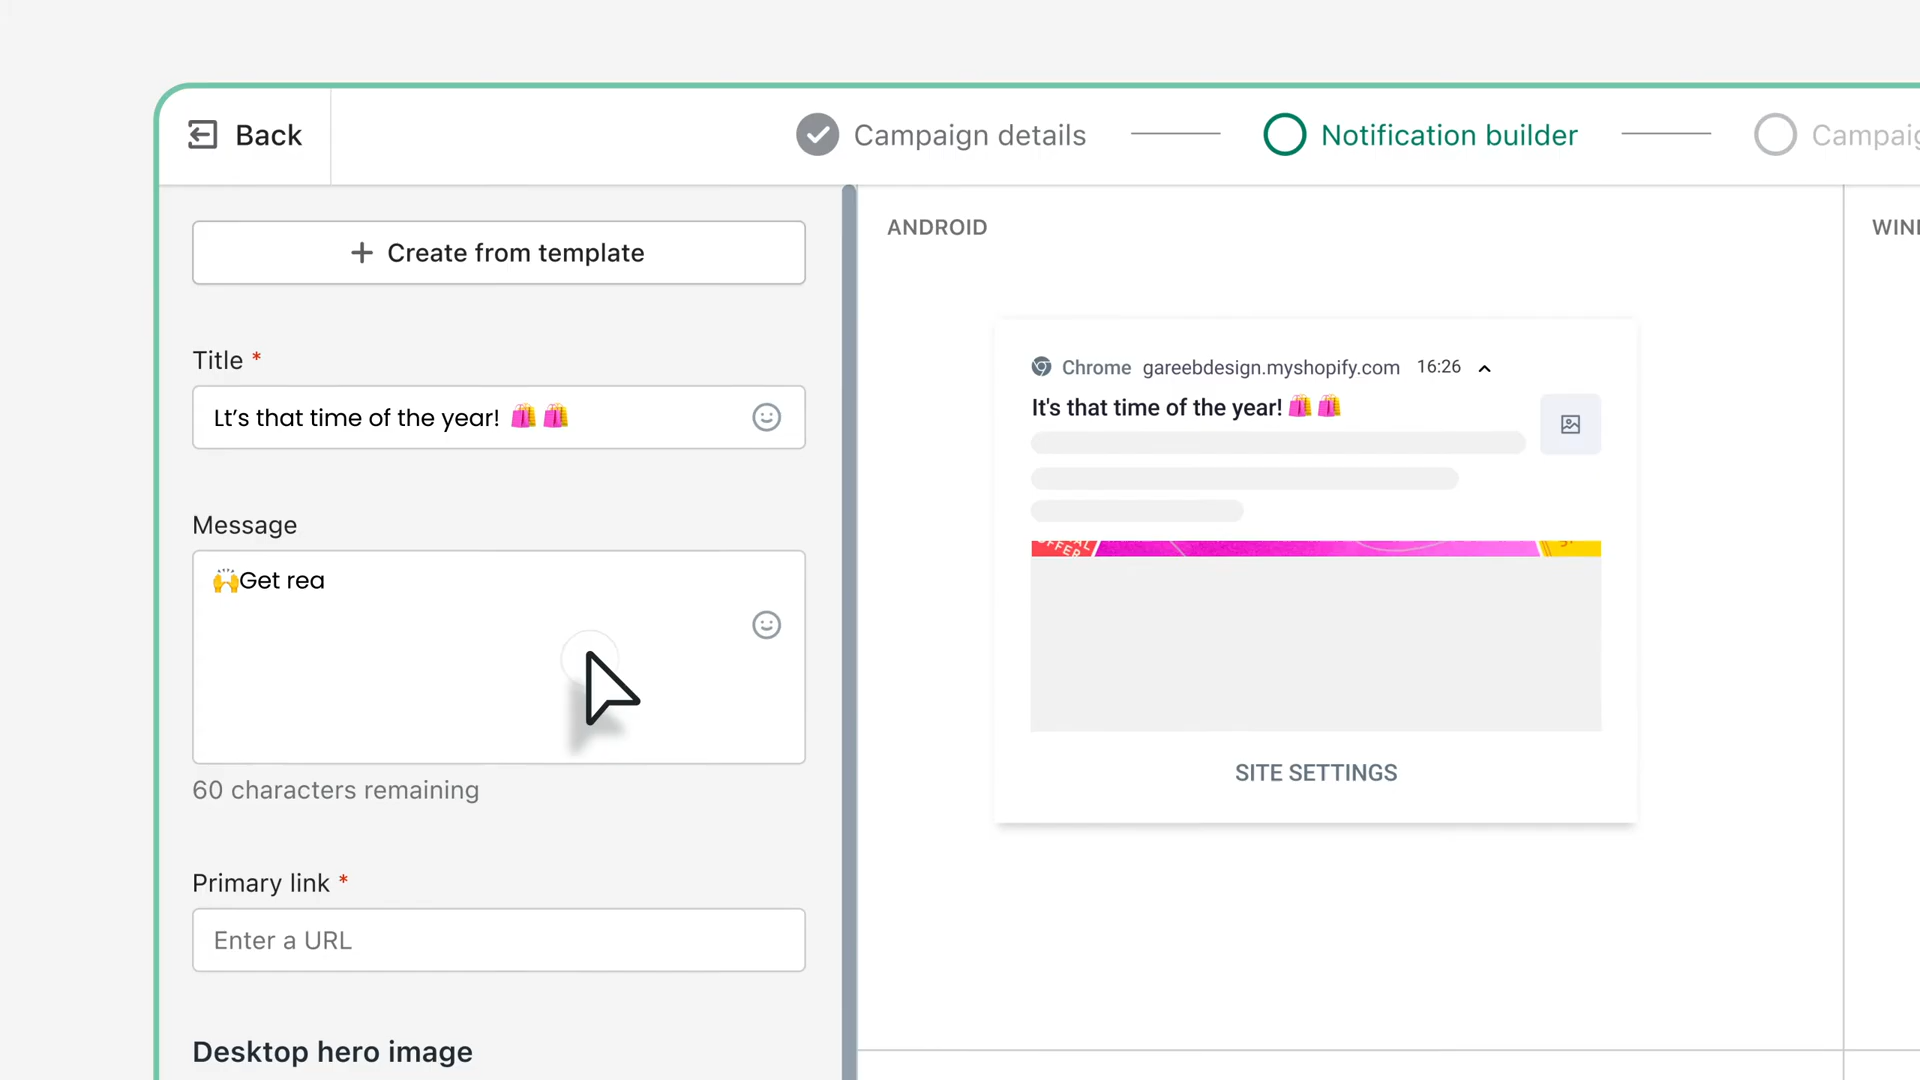 Back
Campaign details
Notification builder
Campaig
Create from template
Title *
Lt’s that time of the year! 🛍️ 🛍️
Message
🙌Get rea
60 characters remaining
Primary link *
Enter a URL
Desktop hero image
ANDROID
Chrome gareebdesign.myshopify.com 16:26
It's that time of the year! 🛍️ 🛍️
OFFER
SITE SETTINGS
WIN